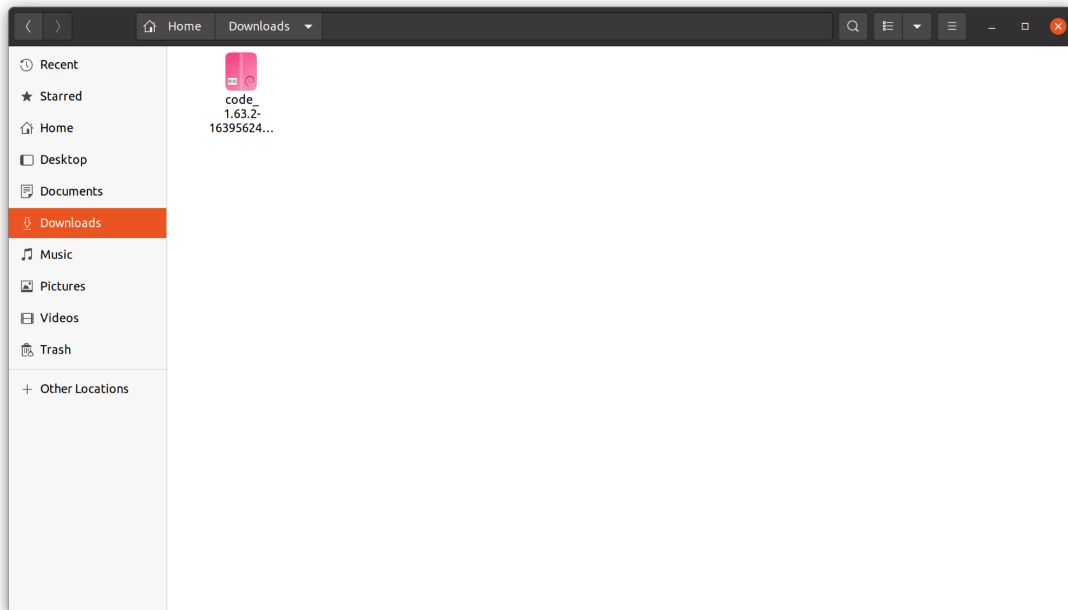 Home Downloads
Recent
Starred
Home
Desktop
Documents
Downloads
Music
Pictures
Videos
Trash
Other Locations
code_
1.63.2-
16395624…